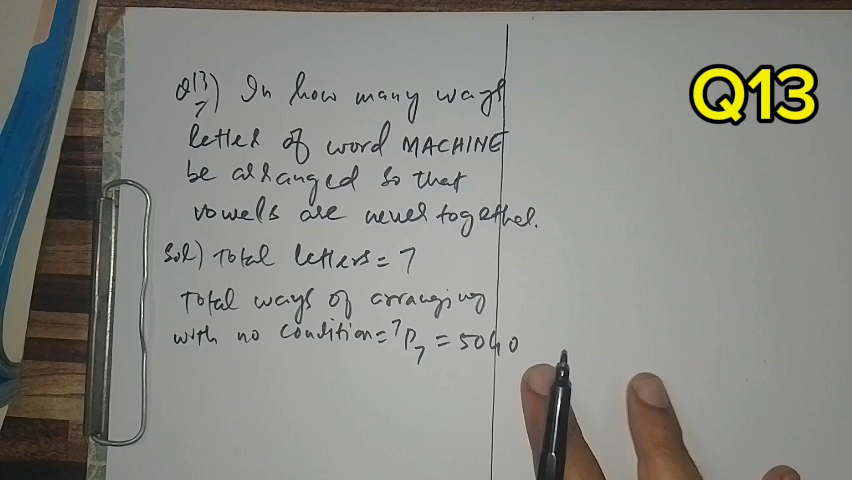 Q13) In how many ways
7
letter of word MACHINE
be arranged so that
vowels are never together.
Sol) Total letters = 7
Total ways of arranging
with no condition = ⁷P₇ = 5040
Q13